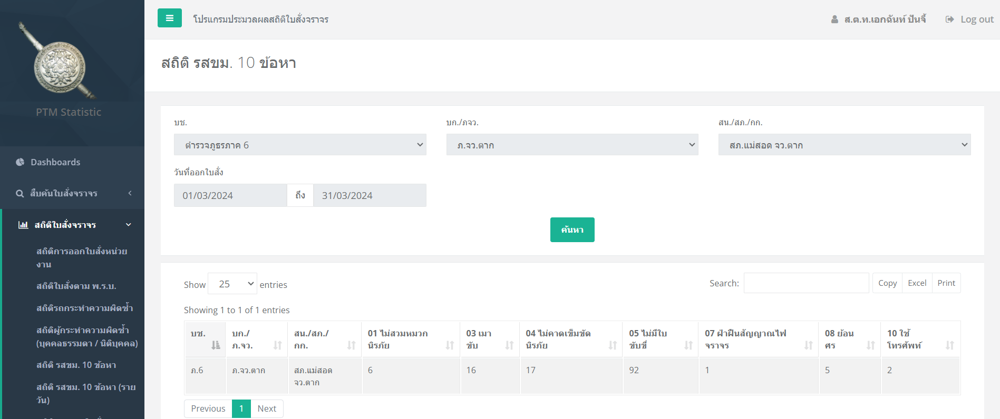 โปรแกรมประมวลผลสถิติใบสั่งจราจร
ส.ต.ท.เอกฉันท์ ปันจี้
Log out
PTM Statistic
Dashboards
สืบค้นใบสั่งจราจร
สถิติใบสั่งจราจร
สถิติการออกใบสั่งหน่วย
งาน
สถิติใบสั่งตาม พ.ร.บ.
สถิติรถกระทำความผิดซ้ำ
สถิติผู้กระทำความผิดซ้ำ
(บุคคลธรรมดา / นิติบุคคล)
สถิติ รสขม. 10 ข้อหา
สถิติ รสขม. 10 ข้อหา (ราย
วัน)
สถิติ รสขม. 10 ข้อหา
บช.
ตำรวจภูธรภาค 6
บก./ภจว.
ภ.จว.ตาก
สน./สภ./กก.
สภ.แม่สอด จว.ตาก
วันที่ออกใบสั่ง
01/03/2024 ถึง 31/03/2024
ค้นหา
Show 25 entries
Search:
Copy Excel Print
Showing 1 to 1 of 1 entries
บช.
บก./
ภ.จว.
สน./สภ./
กก.
01 ไม่สวมหมวก
นิรภัย
03 เมา
ขับ
04 ไม่คาดเข็มขัด
นิรภัย
05 ไม่มีใบ
ขับขี่
07 ฝ่าฝืนสัญญาณไฟ
จราจร
08 ย้อน
ศร
10 ใช้
โทรศัพท์
ภ.6
ภ.จว.ตาก
สภ.แม่สอด
จว.ตาก
6
16
17
92
1
5
2
Previous 1 Next